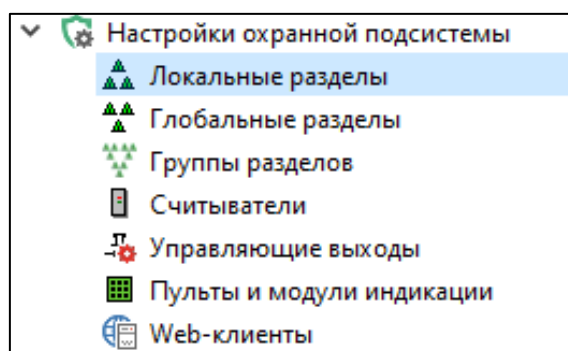 Настройки охранной подсистемы
Локальные разделы
Глобальные разделы
Группы разделов
Считыватели
Управляющие выходы
Пульты и модули индикации
Web-клиенты